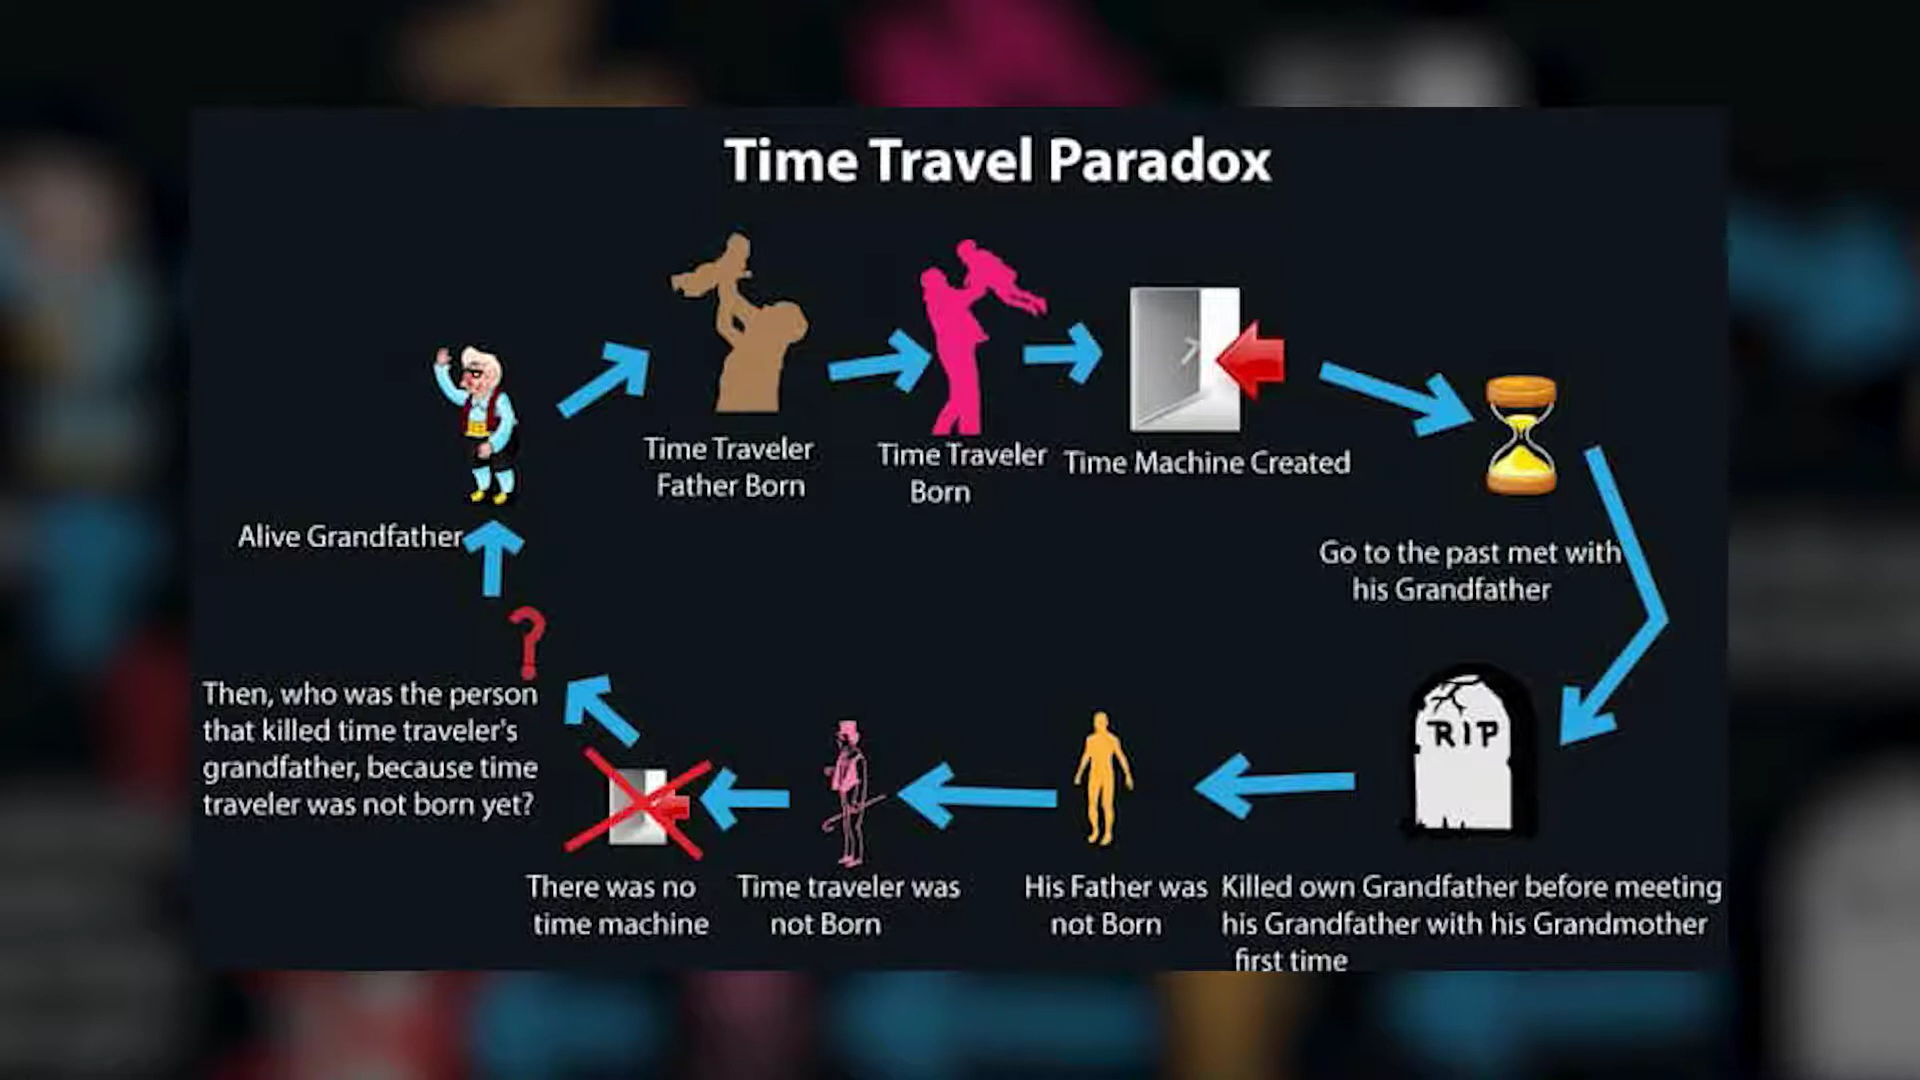 Time Travel Paradox
Alive Grandfather
Time Traveler
Father Born
Time Traveler
Born
Time Machine Created
Go to the past met with
his Grandfather
RIP
Killed own Grandfather before meeting
his Grandfather with his Grandmother
first time
His Father was
not Born
Time traveler was
not Born
There was no
time machine
?
Then, who was the person
that killed time traveler's
grandfather, because time
traveler was not born yet?